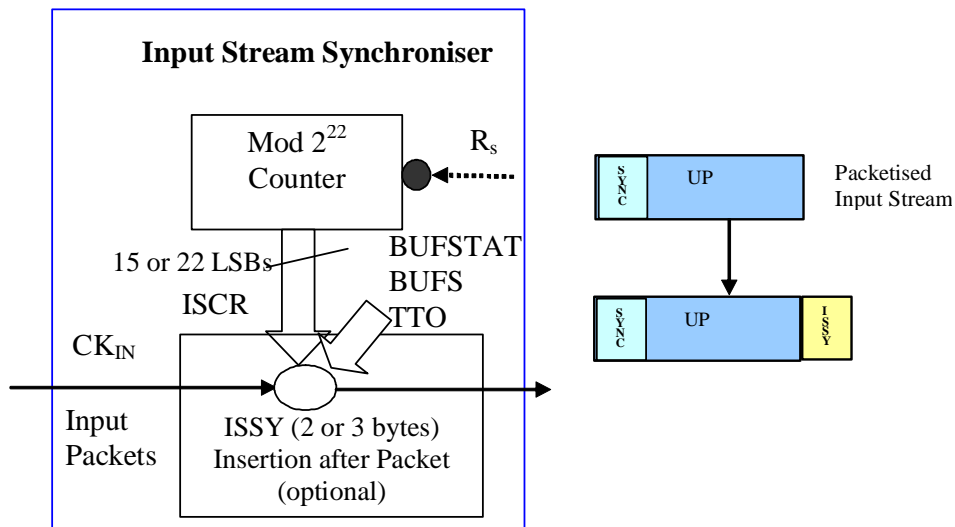 Input Stream Synchroniser
Mod 2²²
Counter
Rₛ
15 or 22 LSBs
ISCR
BUFSTAT
BUFS
TTO
CK_IN
Input
Packets
ISSY (2 or 3 bytes)
Insertion after Packet
(optional)
SYNC
UP
Packetised
Input Stream
SYNC
UP
ISSY